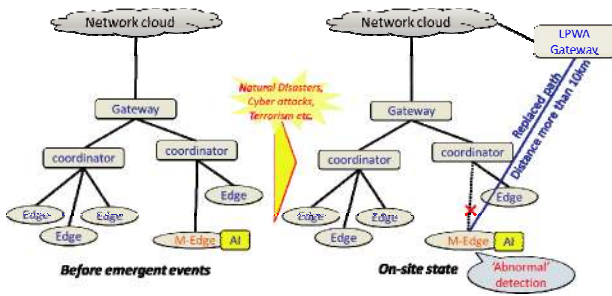 Network cloud
Gateway
coordinator
coordinator
Edge
Edge
Edge
Edge
M-Edge AI
Before emergent events
Natural Disasters,
Cyber attacks,
Terrorism etc.
Network cloud
LPWA
Gateway
Replaced path
Distance more than 10km
Gateway
coordinator
coordinator
Edge
Edge
Edge
Edge
M-Edge AI
On-site state
'Abnormal'
detection